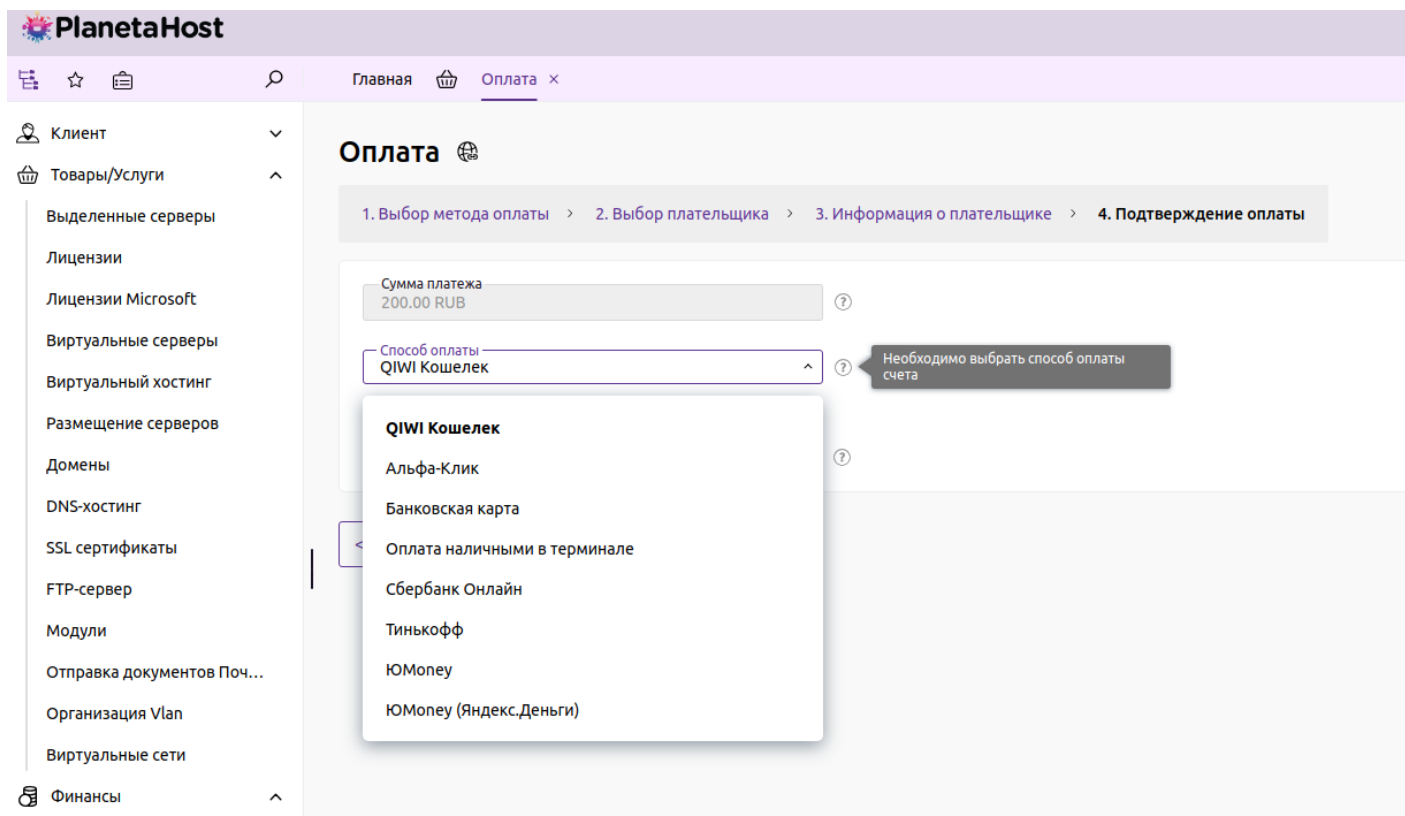 PlanetaHost
Главная
Оплата ×
Клиент
Товары/Услуги
Выделенные серверы
Лицензии
Лицензии Microsoft
Виртуальные серверы
Виртуальный хостинг
Размещение серверов
Домены
DNS-хостинг
SSL сертификаты
FTP-сервер
Модули
Отправка документов Поч...
Организация Vlan
Виртуальные сети
Финансы
Оплата
1. Выбор метода оплаты > 2. Выбор плательщика > 3. Информация о плательщике > 4. Подтверждение оплаты
Сумма платежа
200.00 RUB
?
Способ оплаты
QIWI Кошелек
?
Необходимо выбрать способ оплаты
счета
QIWI Кошелек
Альфа-Клик
Банковская карта
Оплата наличными в терминале
Сбербанк Онлайн
Тинькофф
ЮMoney
ЮMoney (Яндекс.Деньги)
?
<